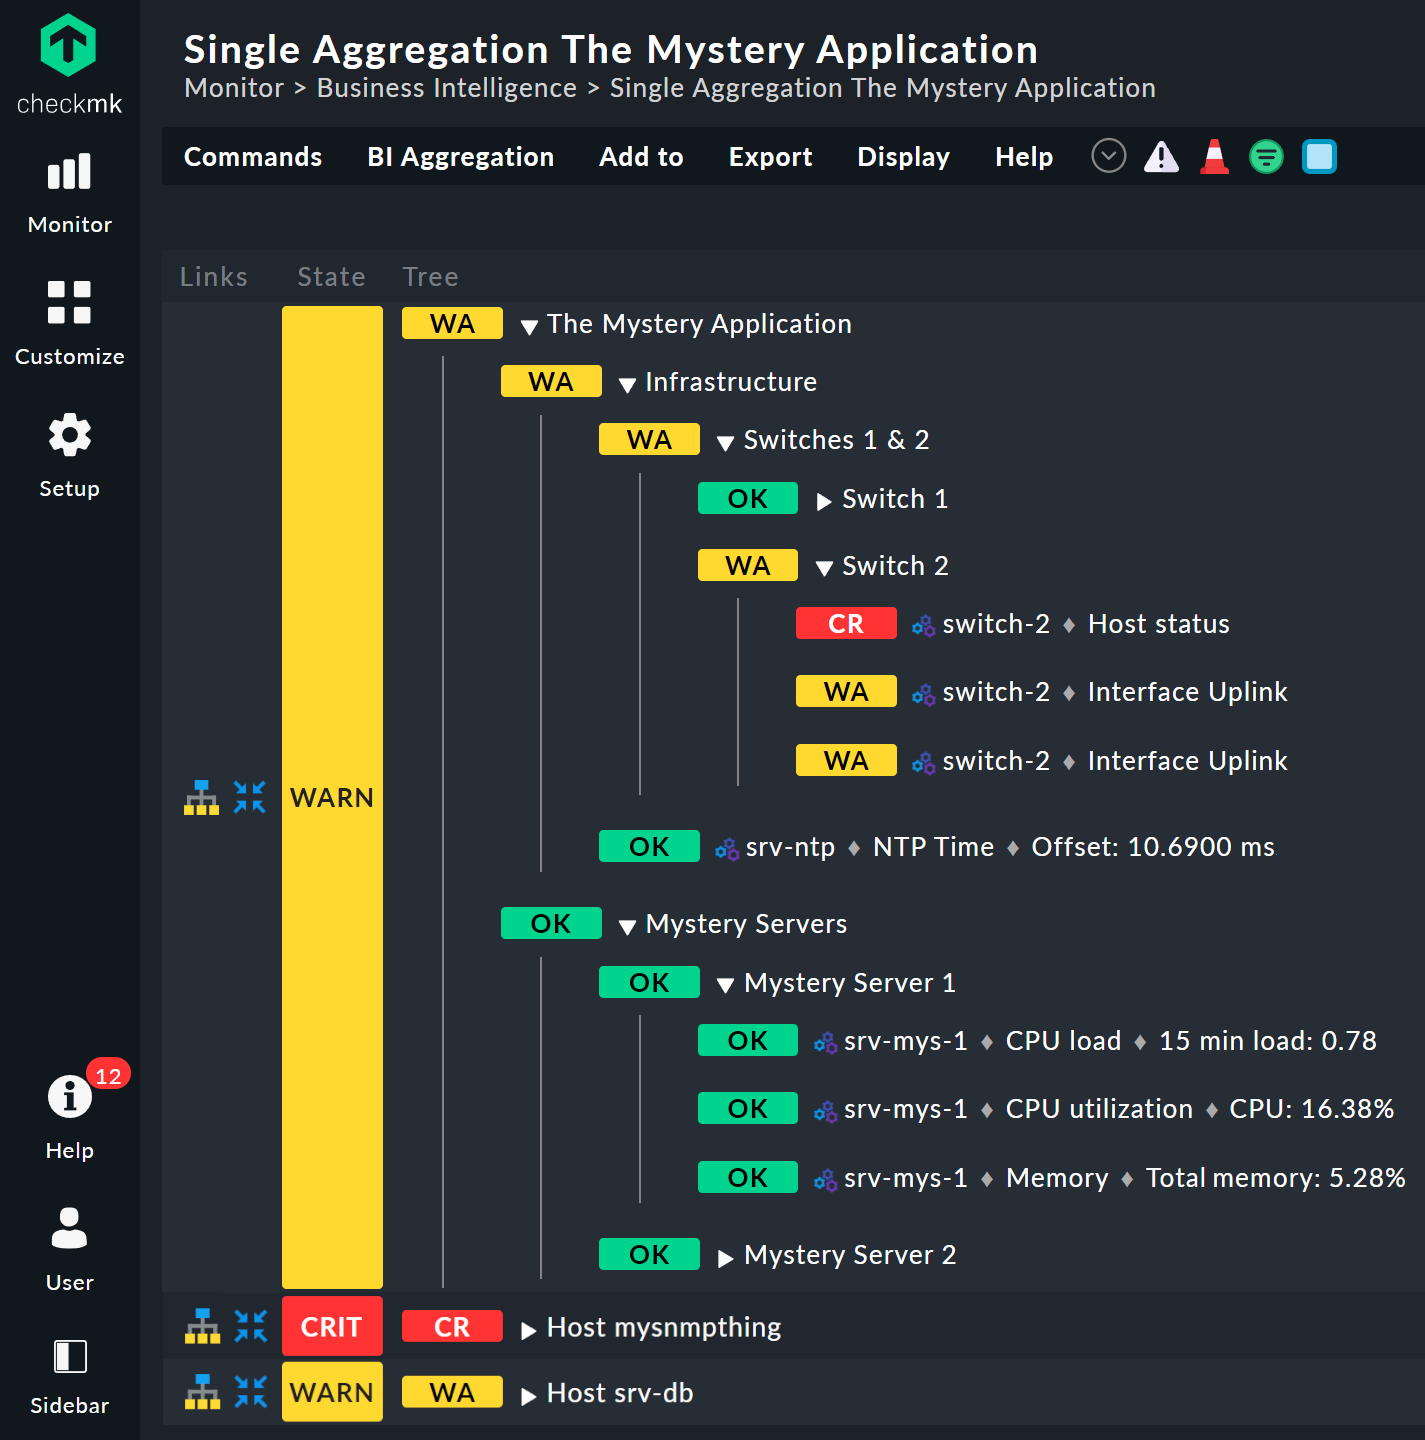 checkmk
Single Aggregation The Mystery Application
Monitor > Business Intelligence > Single Aggregation The Mystery Application
Commands BI Aggregation Add to Export Display Help
Monitor
Customize
Setup
Links State Tree
WA The Mystery Application
WA Infrastructure
WA Switches 1 & 2
OK Switch 1
WA Switch 2
CR switch-2 ♦ Host status
WA switch-2 ♦ Interface Uplink
WA switch-2 ♦ Interface Uplink
WARN
OK srv-ntp ♦ NTP Time ♦ Offset: 10.6900 ms
OK Mystery Servers
OK Mystery Server 1
OK srv-mys-1 ♦ CPU load ♦ 15 min load: 0.78
OK srv-mys-1 ♦ CPU utilization ♦ CPU: 16.38%
OK srv-mys-1 ♦ Memory ♦ Total memory: 5.28%
OK Mystery Server 2
CRIT CR Host mysnmpthing
WARN WA Host srv-db
12
Help
User
Sidebar